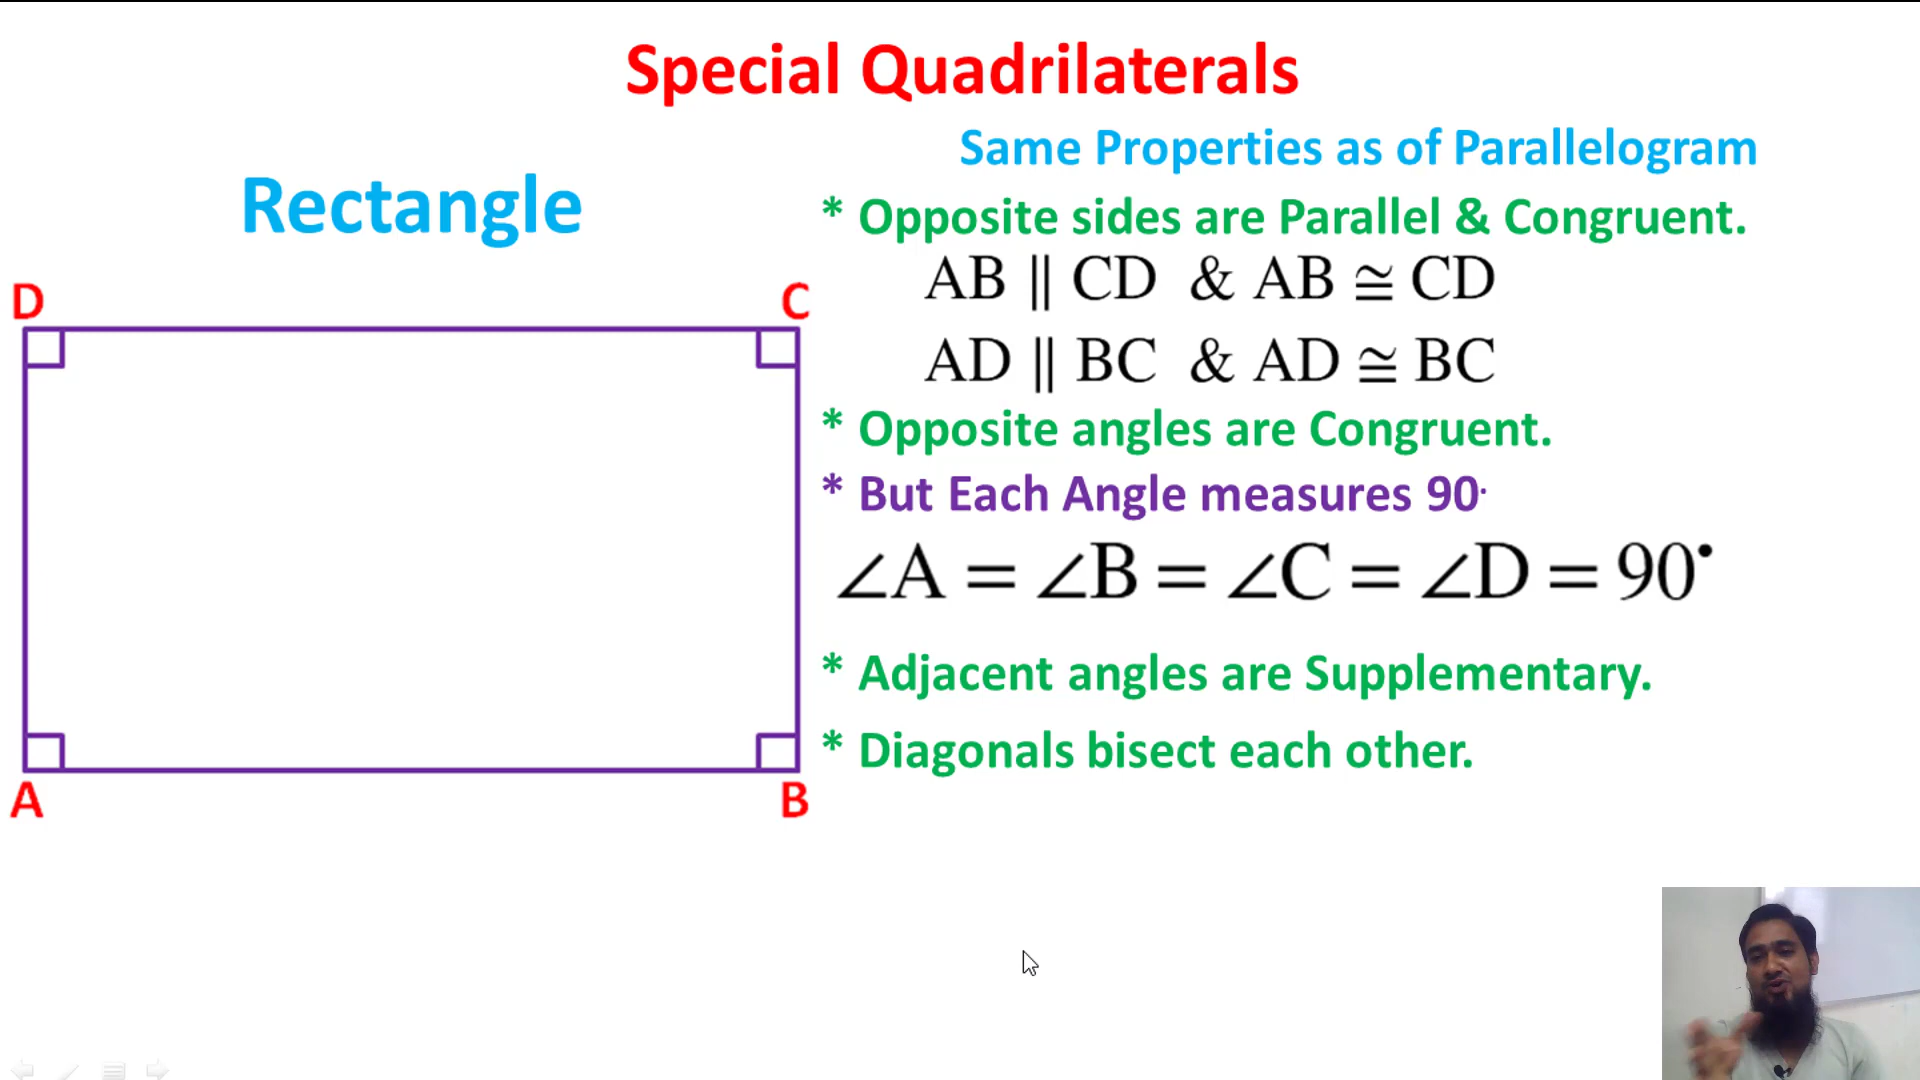 Special Quadrilaterals
Same Properties as of Parallelogram
Rectangle
* Opposite sides are Parallel & Congruent.
AB || CD & AB ≅ CD
AD || BC & AD ≅ BC
* Opposite angles are Congruent.
* But Each Angle measures 90·
∠A = ∠B = ∠C = ∠D = 90•
* Adjacent angles are Supplementary.
* Diagonals bisect each other.
D
C
A
B